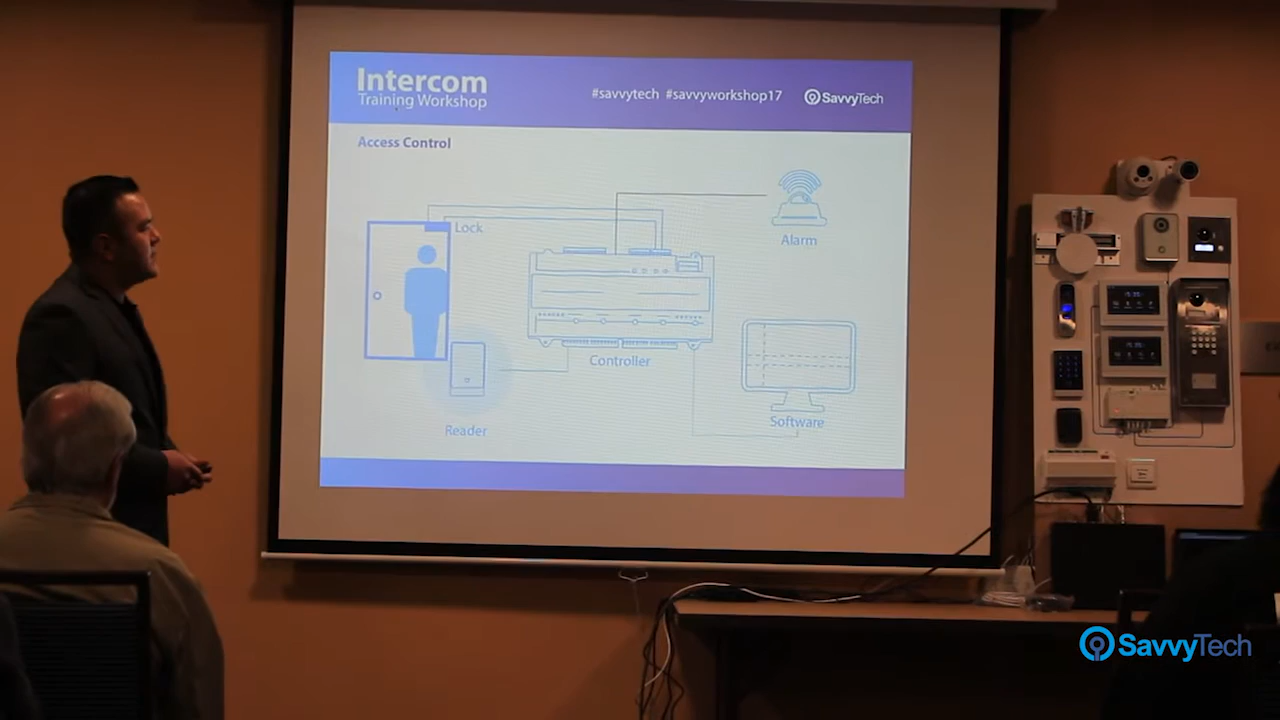 Intercom
Training Workshop
#savvytech #savvyworkshop17
SavvyTech
Access Control
Lock
Alarm
Controller
Reader
Software
SavvyTech